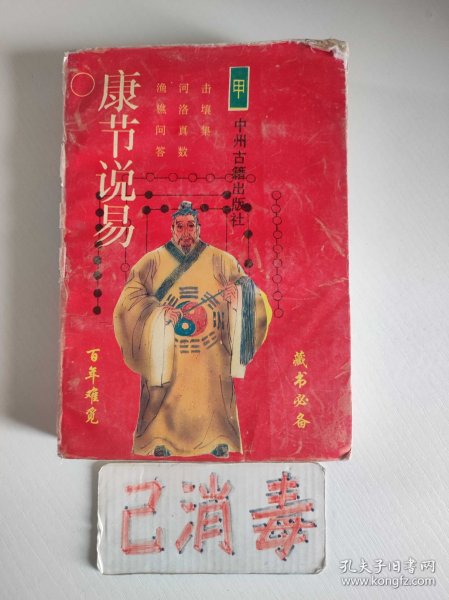 康节说易
渔樵问答
河洛真数
击壤集
甲
中州古籍出版社
百年难觅
藏书必备
已消毒
孔夫子旧书网
www.kongfz.com